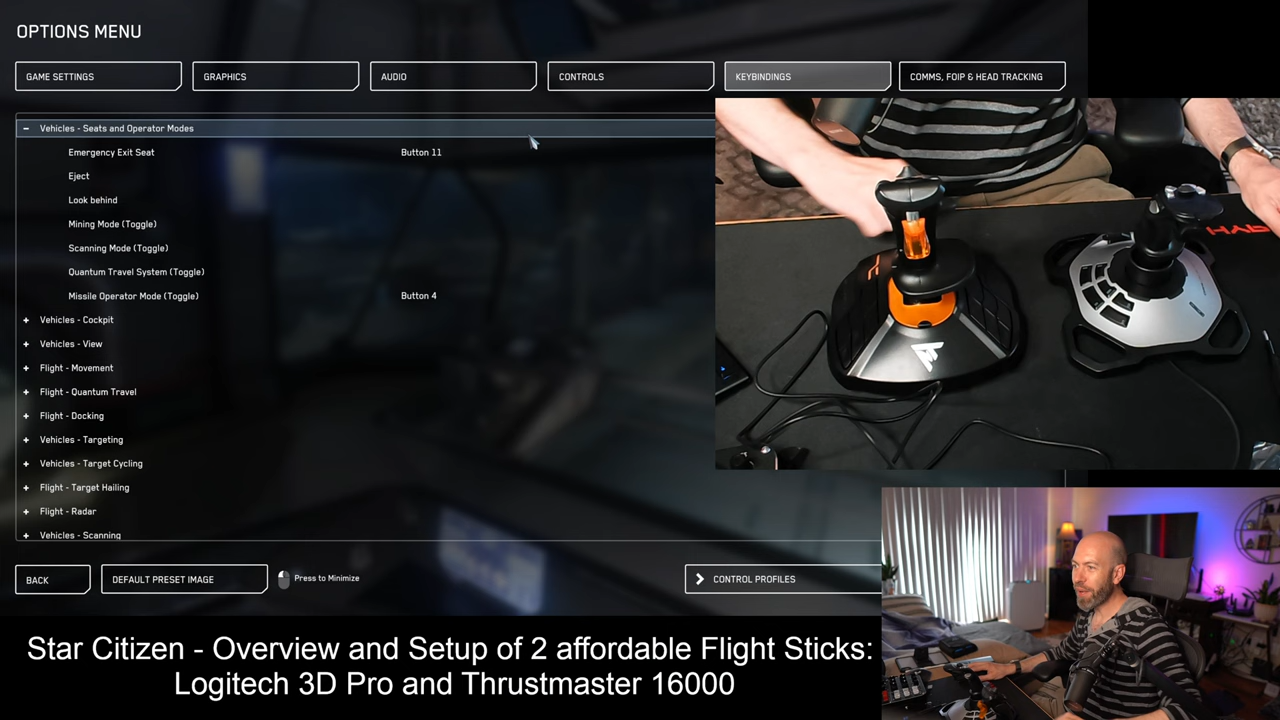 OPTIONS MENU
GAME SETTINGS
GRAPHICS
AUDIO
CONTROLS
KEYBINDINGS
COMMS, FOIP & HEAD TRACKING
Vehicles - Seats and Operator Modes
Emergency Exit Seat Button 11
Eject
Look behind
Mining Mode (Toggle)
Scanning Mode (Toggle)
Quantum Travel System (Toggle)
Missile Operator Mode (Toggle) Button 4
Vehicles - Cockpit
Vehicles - View
Flight - Movement
Flight - Quantum Travel
Flight - Docking
Vehicles - Targeting
Vehicles - Target Cycling
Flight - Target Hailing
Flight - Radar
Vehicles - Scanning
BACK
DEFAULT PRESET IMAGE
Press to Minimize
CONTROL PROFILES
Star Citizen - Overview and Setup of 2 affordable Flight Sticks:
Logitech 3D Pro and Thrustmaster 16000